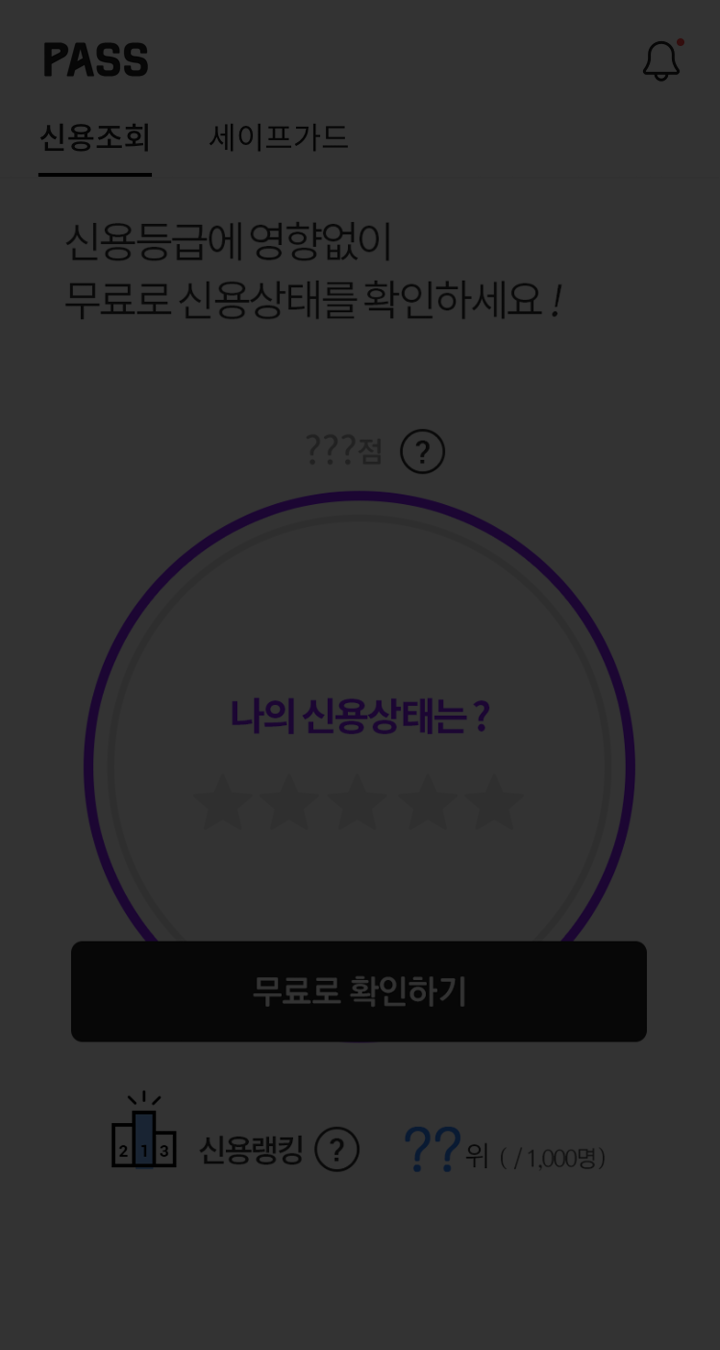 PASS
신용조회 세이프가드
신용등급에 영향없이
무료로 신용상태를 확인하세요 !
???점 ?
나의 신용상태는 ?
무료로 확인하기
2 1 3 신용랭킹 ? ??위 ( / 1,000명)